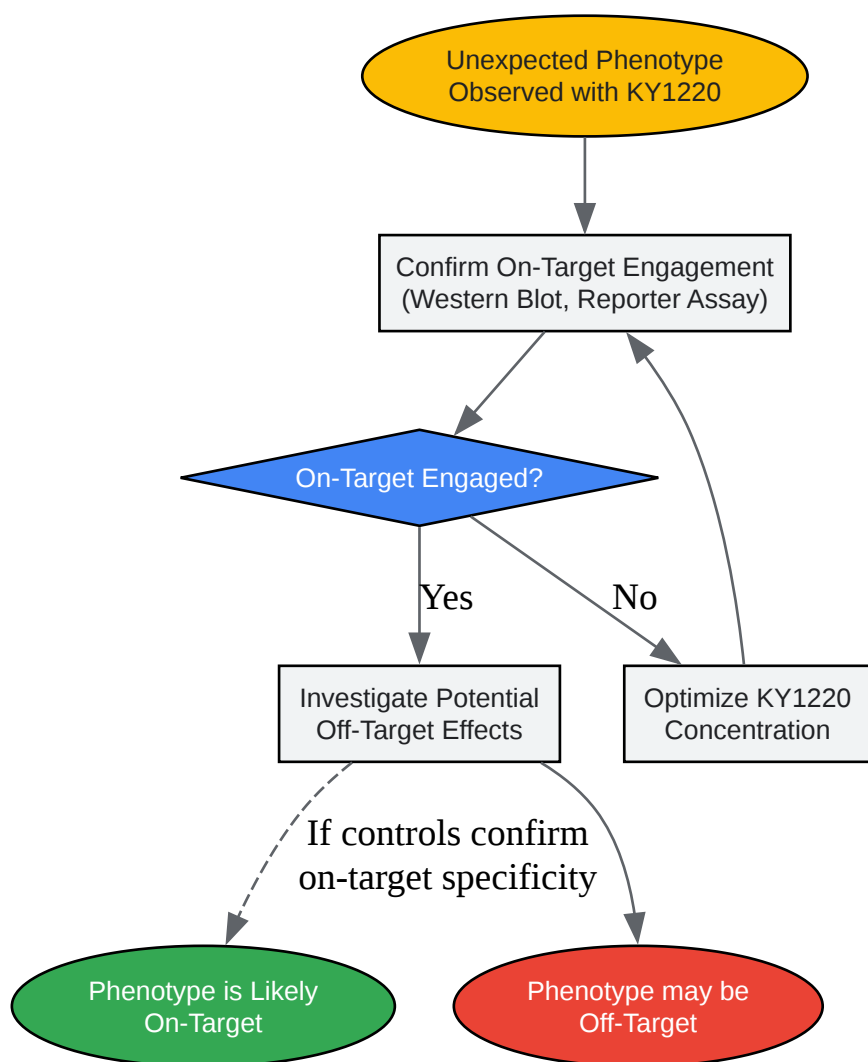 Unexpected Phenotype
Observed with KY1220
Confirm On-Target Engagement
(Western Blot, Reporter Assay)
On-Target Engaged?
Yes
No
Investigate Potential
Off-Target Effects
Optimize KY1220
Concentration
If controls confirm
on-target specificity
Phenotype is Likely
On-Target
Phenotype may be
Off-Target